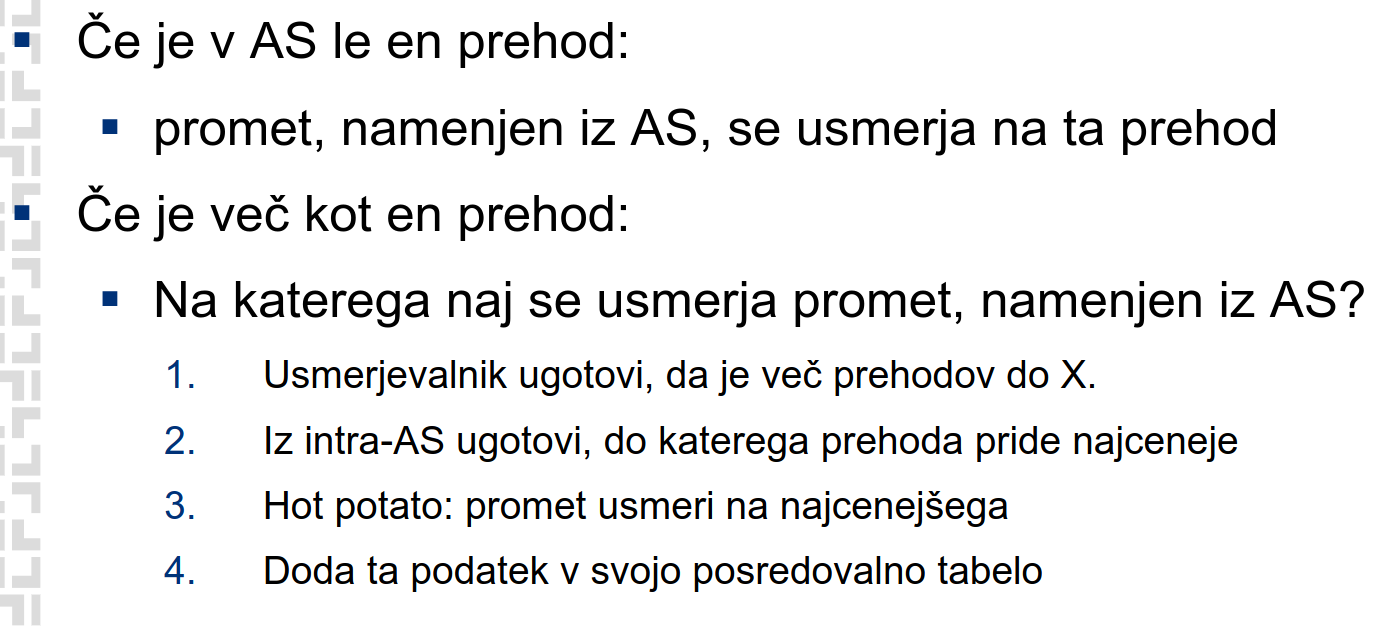 Če je v AS le en prehod:
promet, namenjen iz AS, se usmerja na ta prehod
Če je več kot en prehod:
Na katerega naj se usmerja promet, namenjen iz AS?
1. Usmerjevalnik ugotovi, da je več prehodov do X.
2. Iz intra-AS ugotovi, do katerega prehoda pride najceneje
3. Hot potato: promet usmeri na najcenejšega
4. Doda ta podatek v svojo posredovalno tabelo